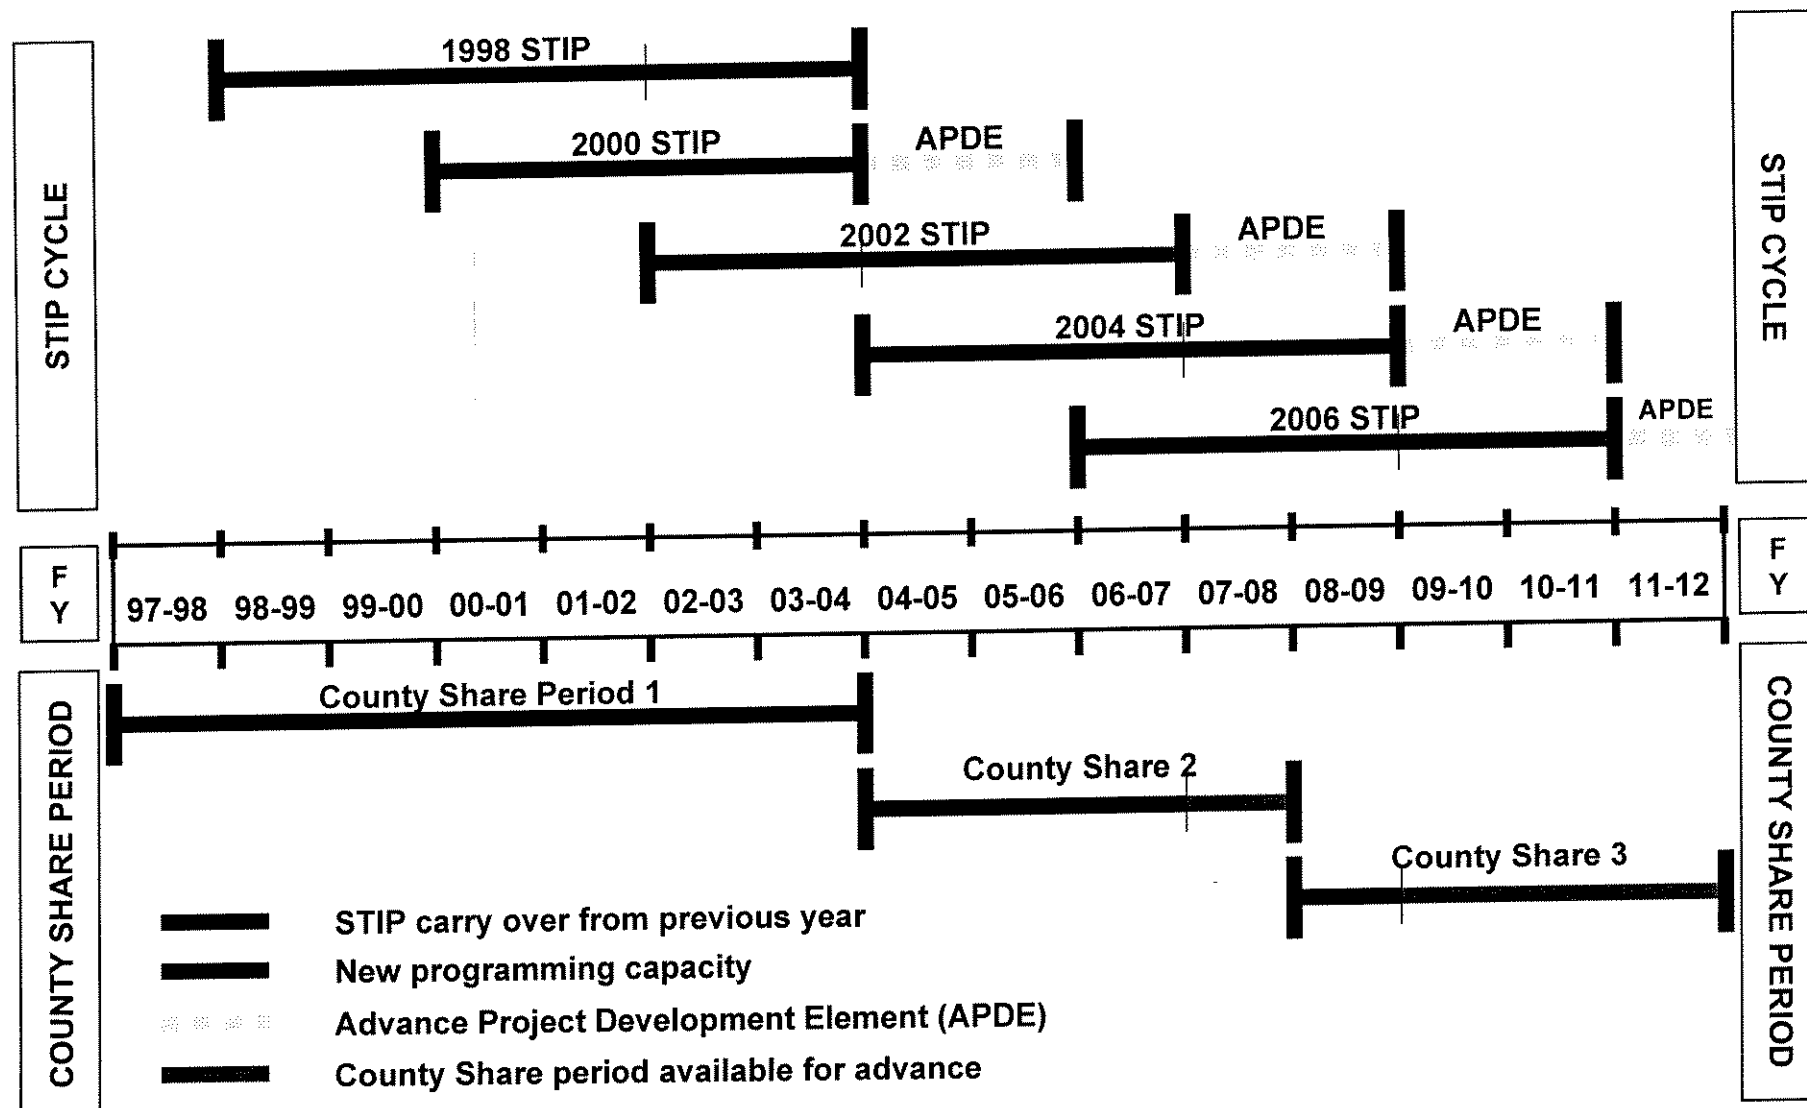 1998 STIP
2000 STIP
APDE
2002 STIP
APDE
2004 STIP
APDE
2006 STIP
APDE
STIP CYCLE
STIP CYCLE
F
Y
97-98 98-99 99-00 00-01 01-02 02-03 03-04 04-05 05-06 06-07 07-08 08-09 09-10 10-11 11-12
F
Y
COUNTY SHARE PERIOD
County Share Period 1
County Share 2
County Share 3
COUNTY SHARE PERIOD
STIP carry over from previous year
New programming capacity
Advance Project Development Element (APDE)
County Share period available for advance